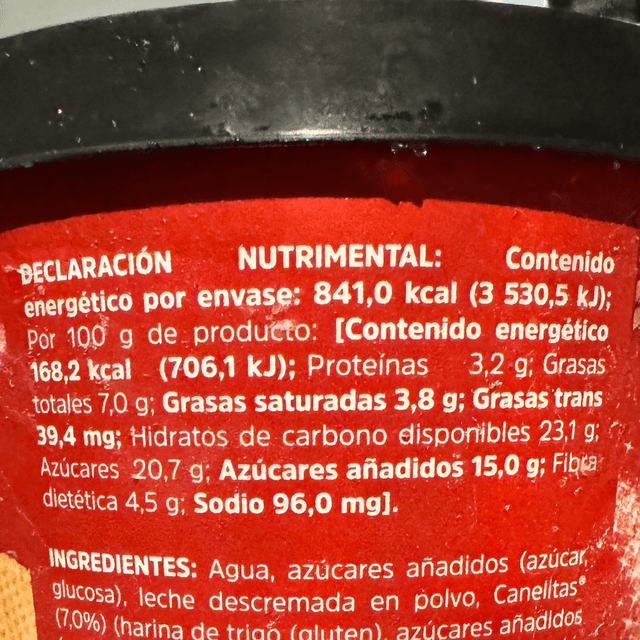 DECLARACIÓN NUTRIMENTAL: Contenido
energético por envase: 841,0 kcal (3 530,5 kJ);
Por 100 g de producto: [Contenido energético
168,2 kcal (706,1 kJ); Proteínas 3,2 g; Grasas
totales 7,0 g; Grasas saturadas 3,8 g; Grasas trans
39,4 mg; Hidratos de carbono disponibles 23,1 g;
Azúcares 20,7 g; Azúcares añadidos 15,0 g; Fibra
dietética 4,5 g; Sodio 96,0 mg].
INGREDIENTES: Agua, azúcares añadidos (azúcar,
glucosa), leche descremada en polvo, Canelitas®
(7,0%) (harina de trigo (gluten), azúcares añadidos